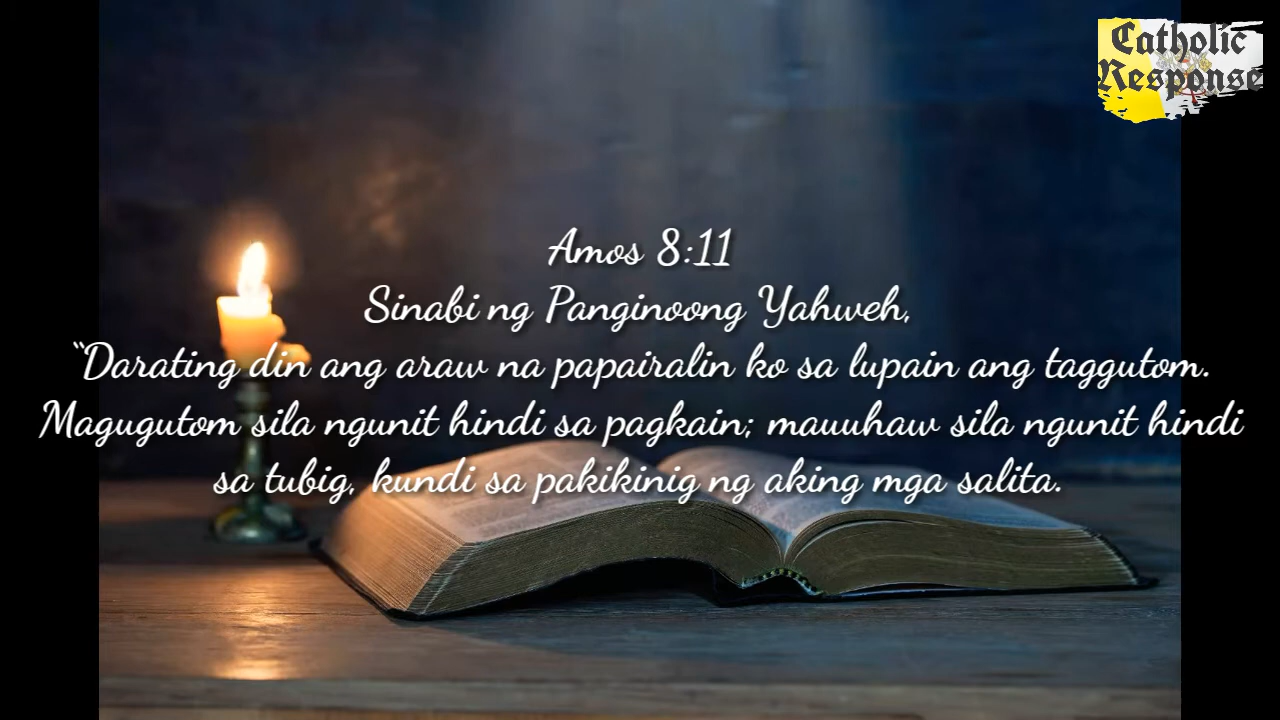 Catholic
Response
Amos 8:11
Sinabi ng Panginoong Yahweh,
“Darating din ang araw na papairalin ko sa lupain ang taggutom.
Magugutom sila ngunit hindi sa pagkain; mauuhaw sila ngunit hindi
sa tubig, kundi sa pakikinig ng aking mga salita.